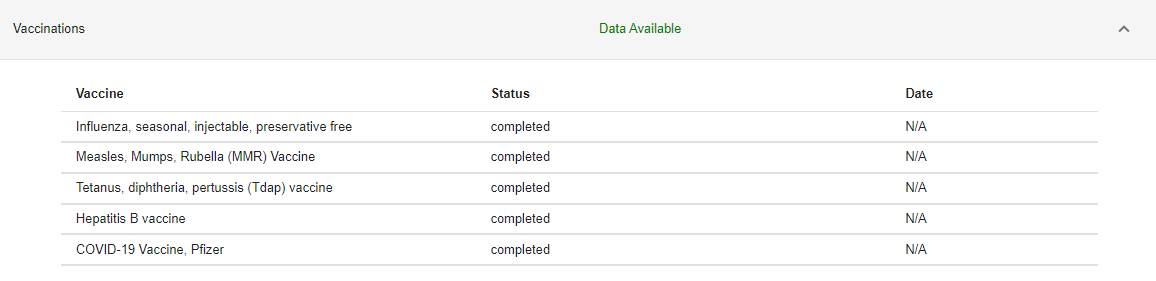 Vaccinations Data Available
Vaccine Status Date
Influenza, seasonal, injectable, preservative free completed N/A
Measles, Mumps, Rubella (MMR) Vaccine completed N/A
Tetanus, diphtheria, pertussis (Tdap) vaccine completed N/A
Hepatitis B vaccine completed N/A
COVID-19 Vaccine, Pfizer completed N/A